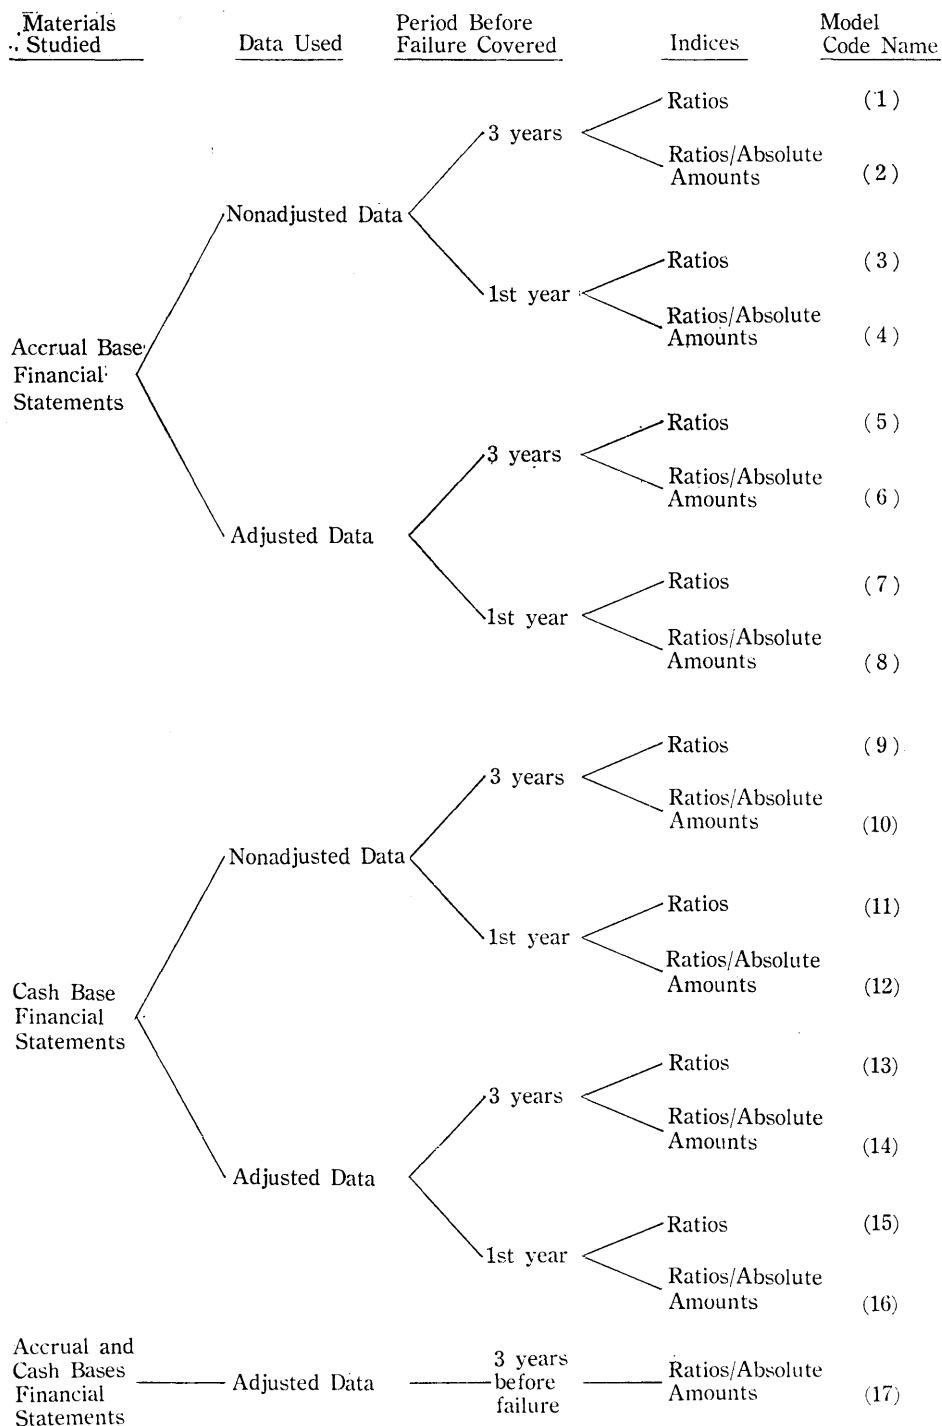 Materials Studied
Data Used
Period Before Failure Covered
Indices
Model Code Name
Accrual Base
Financial
Statements
Nonadjusted Data
3 years
Ratios
(1)
Ratios/Absolute
Amounts
(2)
1st year
Ratios
(3)
Ratios/Absolute
Amounts
(4)
Adjusted Data
3 years
Ratios
(5)
Ratios/Absolute
Amounts
(6)
1st year
Ratios
(7)
Ratios/Absolute
Amounts
(8)
Cash Base
Financial
Statements
Nonadjusted Data
3 years
Ratios
(9)
Ratios/Absolute
Amounts
(10)
1st year
Ratios
(11)
Ratios/Absolute
Amounts
(12)
Adjusted Data
3 years
Ratios
(13)
Ratios/Absolute
Amounts
(14)
1st year
Ratios
(15)
Ratios/Absolute
Amounts
(16)
Accrual and
Cash Bases
Financial
Statements
Adjusted Data
3 years
before
failure
Ratios/Absolute
Amounts
(17)